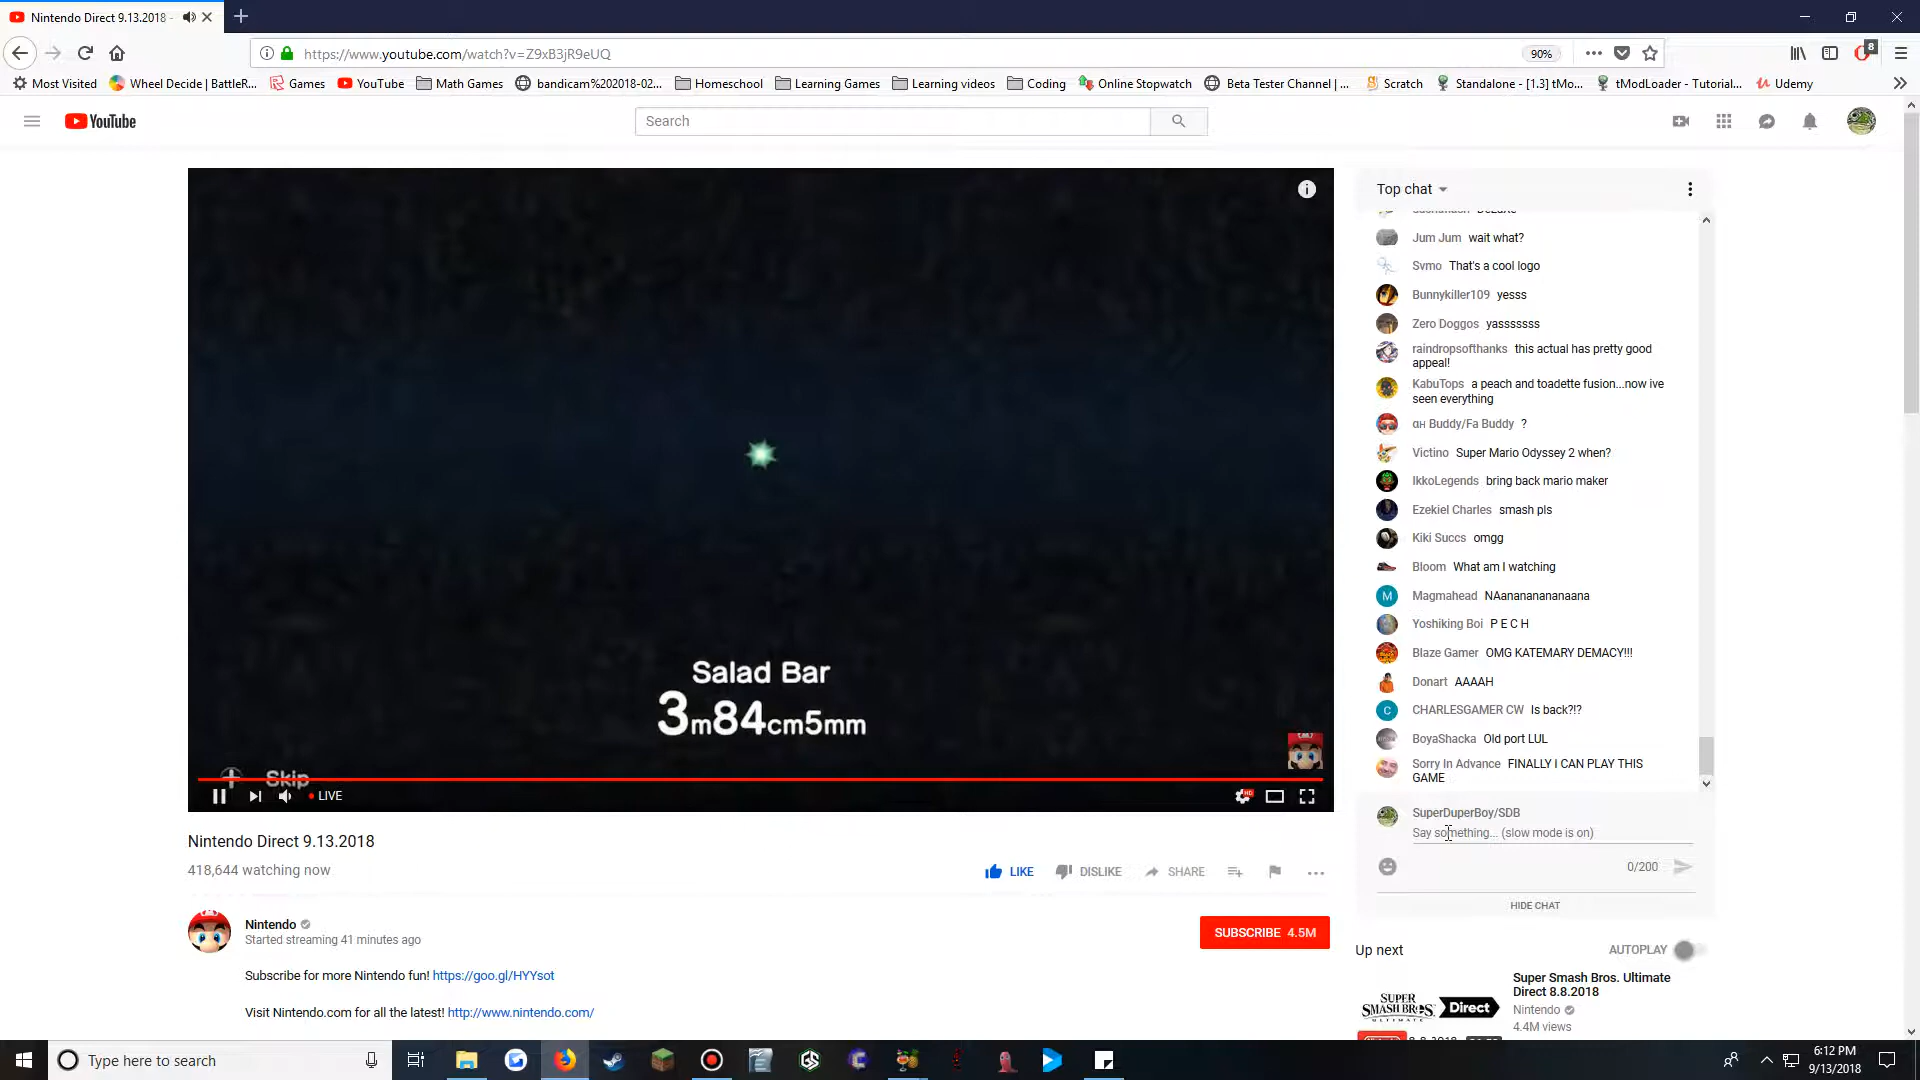 Nintendo Direct 9.13.2018 -
https://www.youtube.com/watch?v=Z9xB3jR9eUQ
90%
8
Most Visited
Wheel Decide | BattleR...
Games
YouTube
Math Games
bandicam%202018-02...
Homeschool
Learning Games
Learning videos
Coding
Online Stopwatch
Beta Tester Channel | ...
Scratch
Standalone - [1.3] tMo...
tModLoader - Tutorial...
Udemy
YouTube
Search
Salad Bar
3m84cm5mm
Skip
LIVE
HD
Nintendo Direct 9.13.2018
418,644 watching now
LIKE
DISLIKE
SHARE
Nintendo
Started streaming 41 minutes ago
SUBSCRIBE 4.5M
Subscribe for more Nintendo fun! https://goo.gl/HYYsot
Visit Nintendo.com for all the latest! http://www.nintendo.com/
Top chat
Jum Jum wait what?
Svmo That's a cool logo
Bunnykiller109 yesss
Zero Doggos yasssssss
raindropsofthanks this actual has pretty good
appeal!
KabuTops a peach and toadette fusion...now ive
seen everything
αн Buddy/Fa Buddy ?
Victino Super Mario Odyssey 2 when?
IkkoLegends bring back mario maker
Ezekiel Charles smash pls
Kiki Succs omgg
Bloom What am I watching
M
Magmahead NAanananananaana
Yoshiking Boi P E C H
Blaze Gamer OMG KATEMARY DEMACY!!!
Donart AAAAH
C
CHARLESGAMER CW Is back?!?
BoyaShacka Old port LUL
Sorry In Advance FINALLY I CAN PLAY THIS
GAME
SuperDuperBoy/SDB
Say something... (slow mode is on)
0/200
HIDE CHAT
Up next
AUTOPLAY
SUPER
SMASH BROS.
ULTIMATE
Direct
Super Smash Bros. Ultimate
Direct 8.8.2018
Nintendo
4.4M views
Type here to search
6:12 PM
9/13/2018